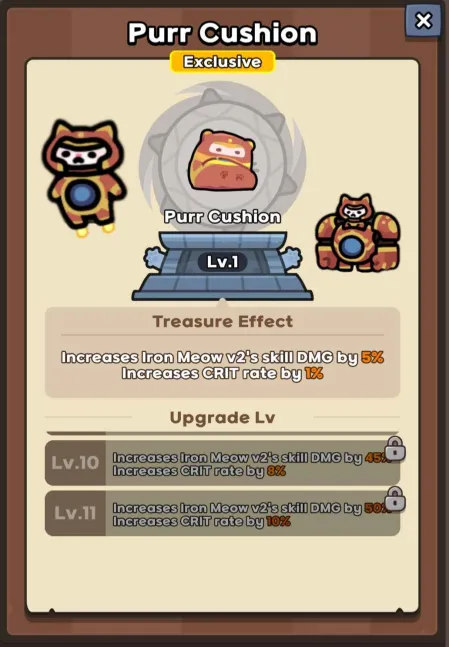 Purr Cushion
Exclusive
Purr Cushion
Lv.1
Treasure Effect
Increases Iron Meow v2's skill DMG by 5%
Increases CRIT rate by 1%
Upgrade Lv
Lv.10
Increases Iron Meow v2's skill DMG by 45%
Increases CRIT rate by 8%
Lv.11
Increases Iron Meow v2's skill DMG by 50%
Increases CRIT rate by 10%